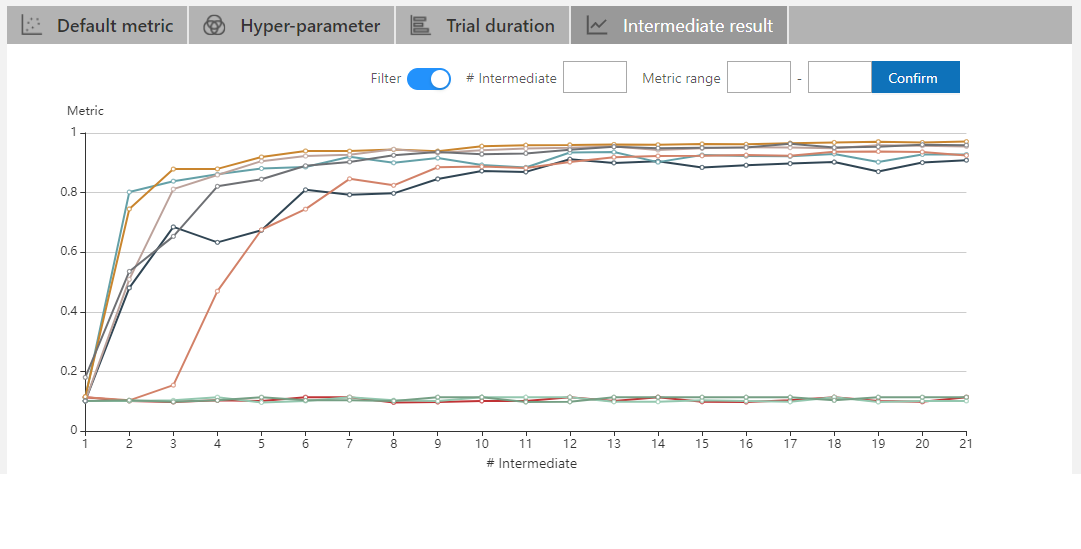 Default metric Hyper-parameter Trial duration Intermediate result
Filter # Intermediate Metric range - Confirm
Metric
1
0.8
0.6
0.4
0.2
0
1 2 3 4 5 6 7 8 9 10 11 12 13 14 15 16 17 18 19 20 21
# Intermediate